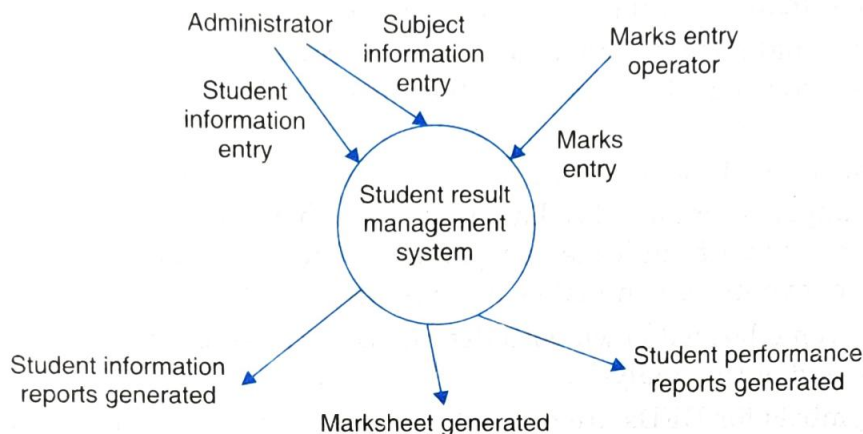 Administrator
Subject
information
entry
Marks entry
operator
Student
information
entry
Marks
entry
Student result
management
system
Student information
reports generated
Marksheet generated
Student performance
reports generated